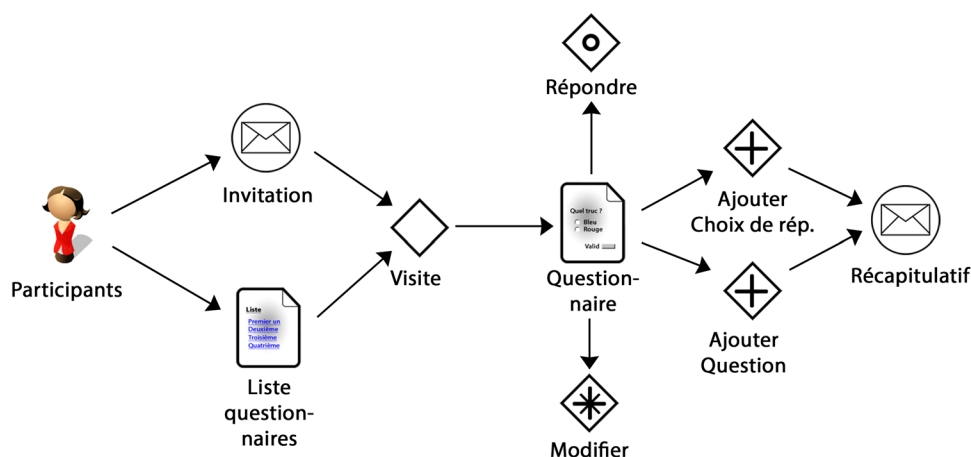 Répondre
Invitation
Ajouter
Choix de rép.
Participants
Visite
Quel truc ?
Bleu
Rouge
Valid
Question-
naire
Récapitulatif
Liste
Premier un
Deuxième
Troisième
Quatrième
Liste
question-
naires
Ajouter
Question
Modifier